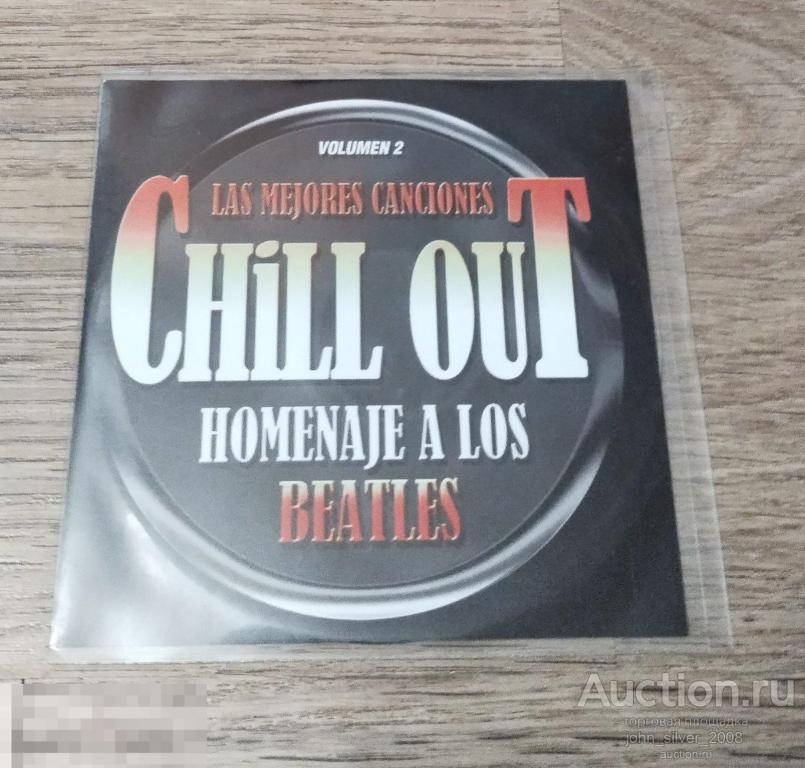 VOLUMEN 2
LAS MEJORES CANCIONES
CHiLL OUT
HOMENAJE A LOS
BEATLES
Auction.ru
торговая площадка
john_silver_2008
auction.ru